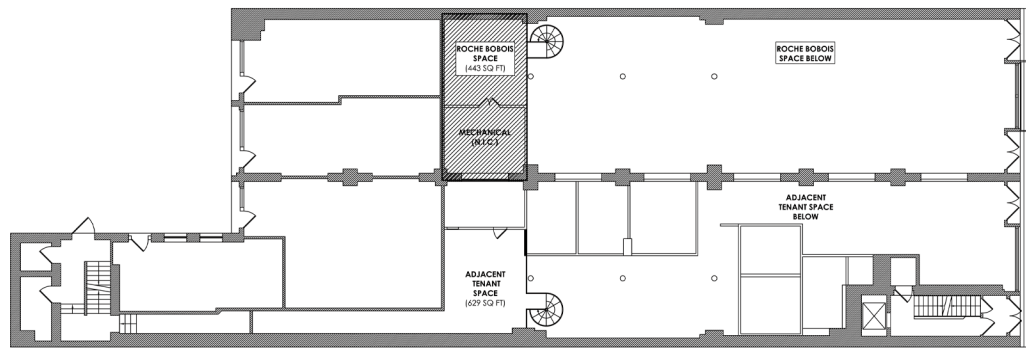 ROCHE BOBOIS
SPACE
(443 SQ FT)
ROCHE BOBOIS
SPACE BELOW
MECHANICAL
(N.I.C.)
ADJACENT
TENANT SPACE
BELOW
ADJACENT
TENANT
SPACE
(629 SQ FT)